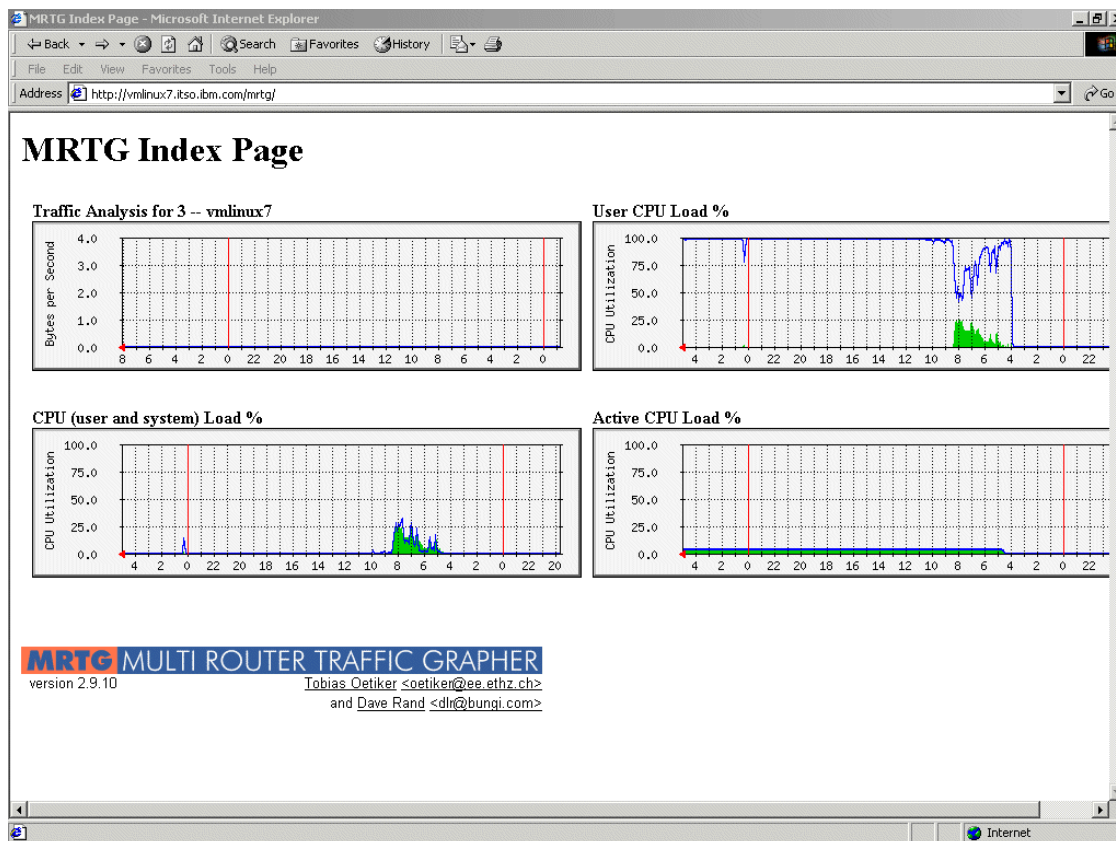 MRTG Index Page - Microsoft Internet Explorer
Back Search Favorites History
File Edit View Favorites Tools Help
Address http://vmlinux7.itso.ibm.com/mrtg/ Go
MRTG Index Page
Traffic Analysis for 3 -- vmlinux7
Bytes per Second
4.0
3.0
2.0
1.0
0.0
8 6 4 2 0 22 20 18 16 14 12 10 8 6 4 2 0
User CPU Load %
CPU Utilization
100.0
75.0
50.0
25.0
0.0
4 2 0 22 20 18 16 14 12 10 8 6 4 2 0 22
CPU (user and system) Load %
CPU Utilization
100.0
75.0
50.0
25.0
0.0
4 2 0 22 20 18 16 14 12 10 8 6 4 2 0 22 20
Active CPU Load %
CPU Utilization
100.0
75.0
50.0
25.0
0.0
4 2 0 22 20 18 16 14 12 10 8 6 4 2 0 22
MRTG MULTI ROUTER TRAFFIC GRAPHER
version 2.9.10 Tobias Oetiker <oetiker@ee.ethz.ch>
and Dave Rand <dlr@bungi.com>
Internet